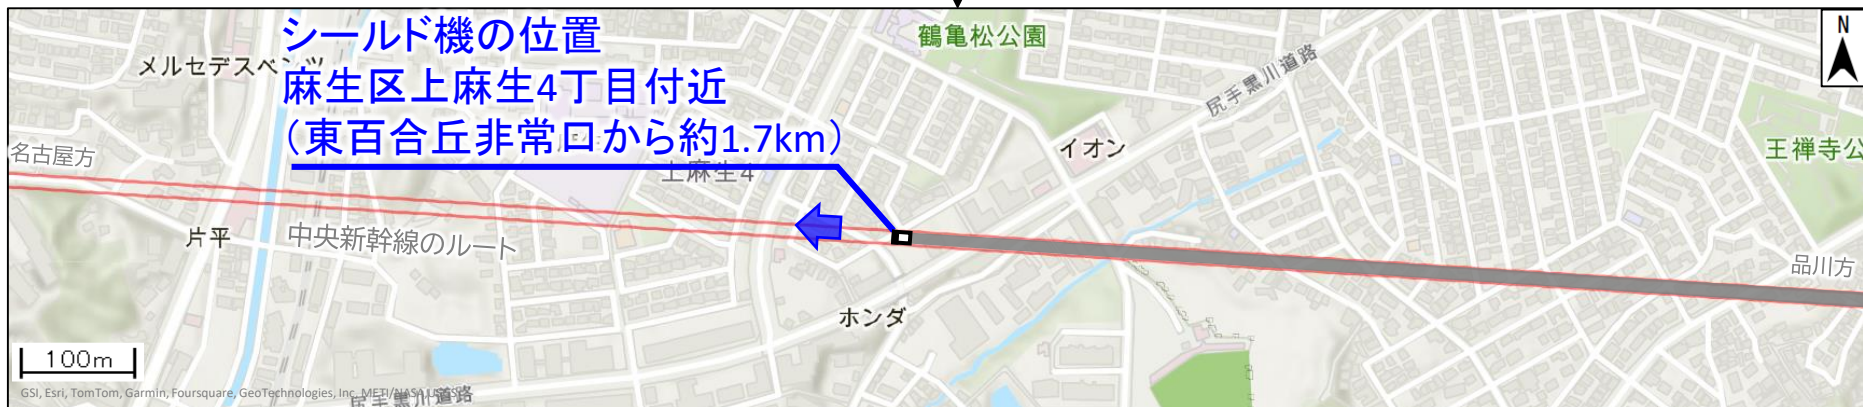 シールド機の位置
麻生区上麻生4丁目付近
(東百合丘非常口から約1.7km)
メルセデスベンツ
鶴亀松公園
尻手黒川道路
N
イオン
王禅寺公
名古屋方
上麻生4
片平
中央新幹線のルート
品川方
ホンダ
100m
GSI, Esri, TomTom, Garmin, Foursquare, GeoTechnologies, Inc, METI/NASA, USGS
尻手黒川道路